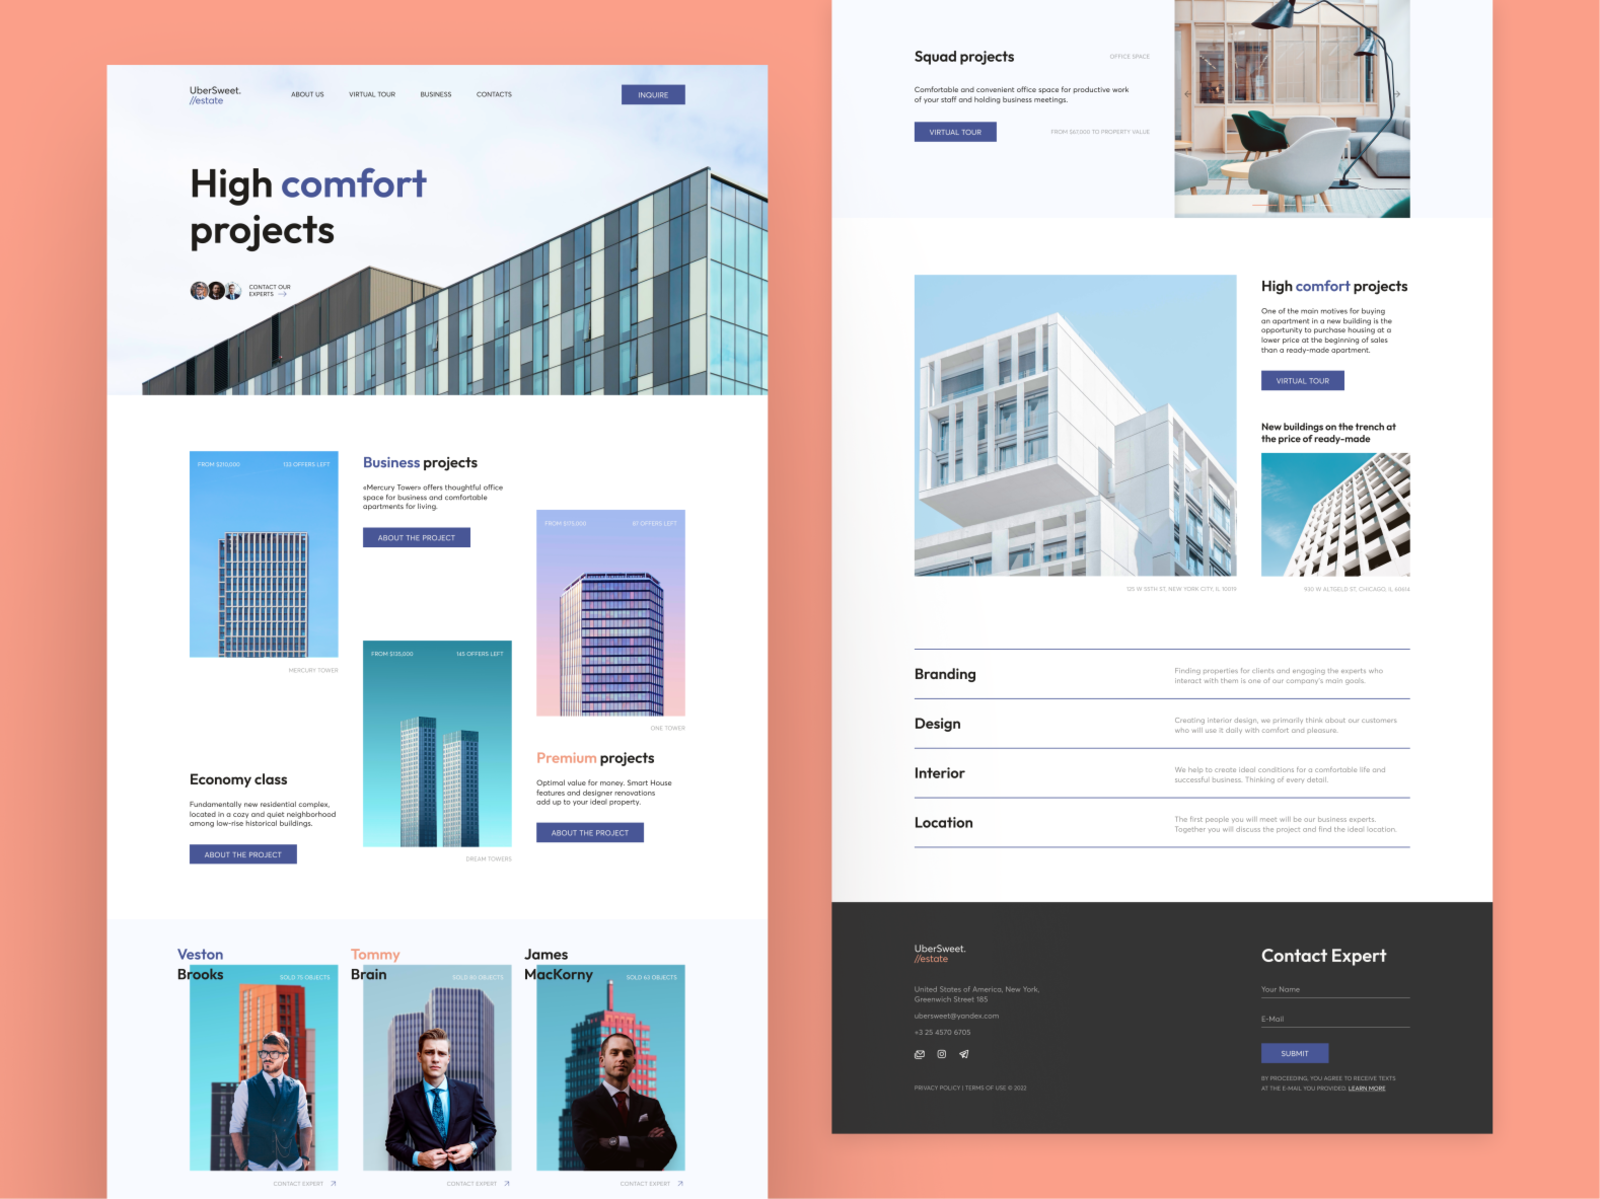 UberSweet.
//estate
ABOUT US
VIRTUAL TOUR
BUSINESS
CONTACTS
INQUIRE
High comfort
projects
CONTACT OUR
EXPERTS
FROM $210,000
132 OFFERS LEFT
MERCURY TOWER
Business projects
«Mercury Tower» offers thoughtful office
space for business and comfortable
apartments for living.
ABOUT THE PROJECT
67 OFFERS LEFT
ONE TOWER
FROM $135,000
165 OFFERS LEFT
DREAM TOWERS
Economy class
Fundamentally new residential complex,
located in a cozy and quiet neighborhood
among low-rise historical buildings.
ABOUT THE PROJECT
Premium projects
Optimal value for money. Smart House
features and designer renovations
add up to your ideal property.
ABOUT THE PROJECT
Veston
Brooks
SOLD 75 OBJECTS
CONTACT EXPERT
Tommy
Brain
SOLD 80 OBJECTS
CONTACT EXPERT
James
MacKorny
SOLD 63 OBJECTS
CONTACT EXPERT
Squad projects
OFFICE SPACE
Comfortable and convenient office space for productive work
of your staff and holding business meetings.
VIRTUAL TOUR
FROM $67,000 TO PROPERTY VALUE
High comfort projects
One of the main motives for buying
an apartment in a new building is the
opportunity to purchase housing at a
lower price at the beginning of sales
than a ready-made apartment.
VIRTUAL TOUR
New buildings on the trench at
the price of ready-made
125 W 55TH ST, NEW YORK CITY, IL 10019
930 W ALTGELD ST, CHICAGO, IL 60614
Branding
Finding properties for clients and engaging the experts who
interact with them is one of our company's main goals.
Design
Creating interior design, we primarily think about our customers
who will use it daily with comfort and pleasure.
Interior
We help to create ideal conditions for a comfortable life and
successful business. Thinking of every detail.
Location
The first people you will meet will be our business experts.
Together you will discuss the project and find the ideal location.
UberSweet.
//estate
United States of America, New York,
Greenwich Street 185
ubersweet@yandex.com
+3 25 4570 6705
PRIVACY POLICY | TERMS OF USE © 2022
Contact Expert
Your Name
E-Mail
SUBMIT
BY PROCEEDING, YOU AGREE TO RECEIVE TEXTS
AT THE E-MAIL YOU PROVIDED. LEARN MORE